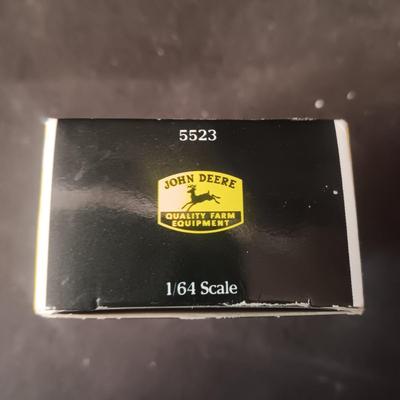 5523
JOHN DEERE
QUALITY FARM
EQUIPMENT
1/64 Scale